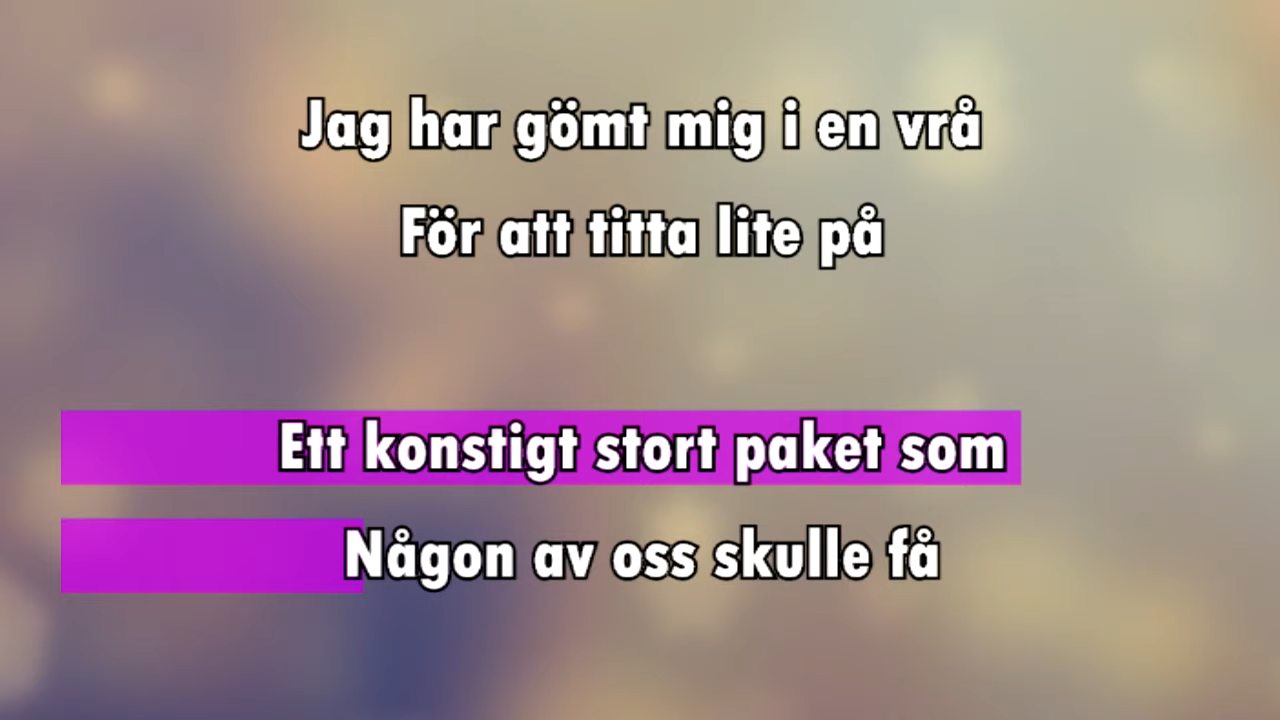 Jag har gömt mig i en vrå
För att titta lite på
Ett konstigt stort paket som
Någon av oss skulle få